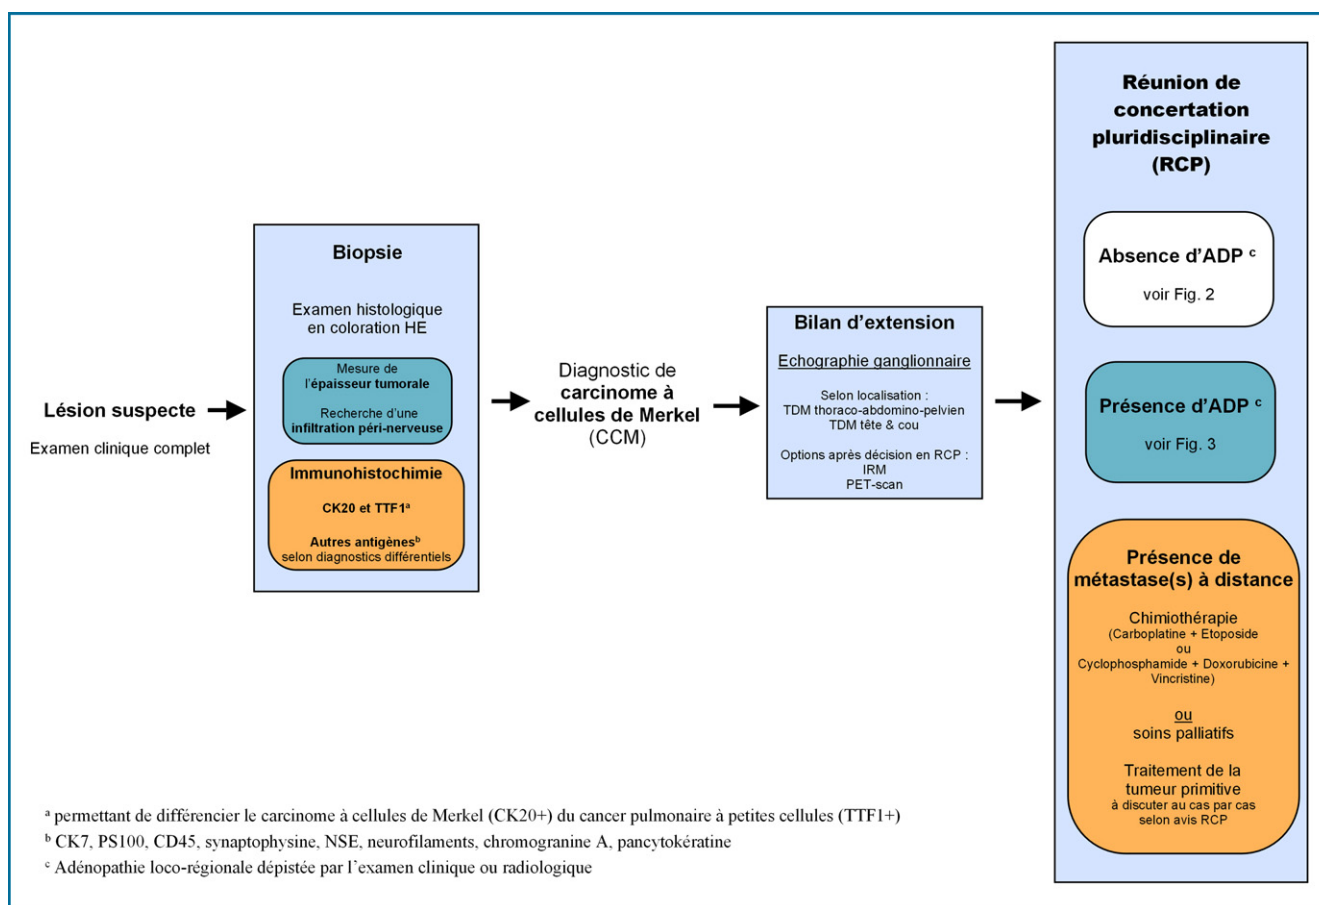 Lésion suspecte
Examen clinique complet
Biopsie
Examen histologique
en coloration HE
Mesure de
l'épaisseur tumorale
Recherche d'une
infiltration péri-nerveuse
Immunohistochimie
CK20 et TTF1ᵃ
Autres antigènesᵇ
selon diagnostics différentiels
Diagnostic de
carcinome à
cellules de Merkel
(CCM)
Bilan d'extension
Echographie ganglionnaire
Selon localisation :
TDM thoraco-abdomino-pelvien
TDM tête & cou
Options après décision en RCP :
IRM
PET-scan
Réunion de
concertation
pluridisciplinaire
(RCP)
Absence d'ADP ᶜ
voir Fig. 2
Présence d'ADP ᶜ
voir Fig. 3
Présence de
métastase(s) à distance
Chimiothérapie
(Carboplatine + Etoposide
ou
Cyclophosphamide + Doxorubicine +
Vincristine)
ou
soins palliatifs
Traitement de la
tumeur primitive
à discuter au cas par cas
selon avis RCP
ᵃ permettant de différencier le carcinome à cellules de Merkel (CK20+) du cancer pulmonaire à petites cellules (TTF1+)
ᵇ CK7, PS100, CD45, synaptophysine, NSE, neurofilaments, chromogranine A, pancytokératine
ᶜ Adénopathie loco-régionale dépistée par l'examen clinique ou radiologique